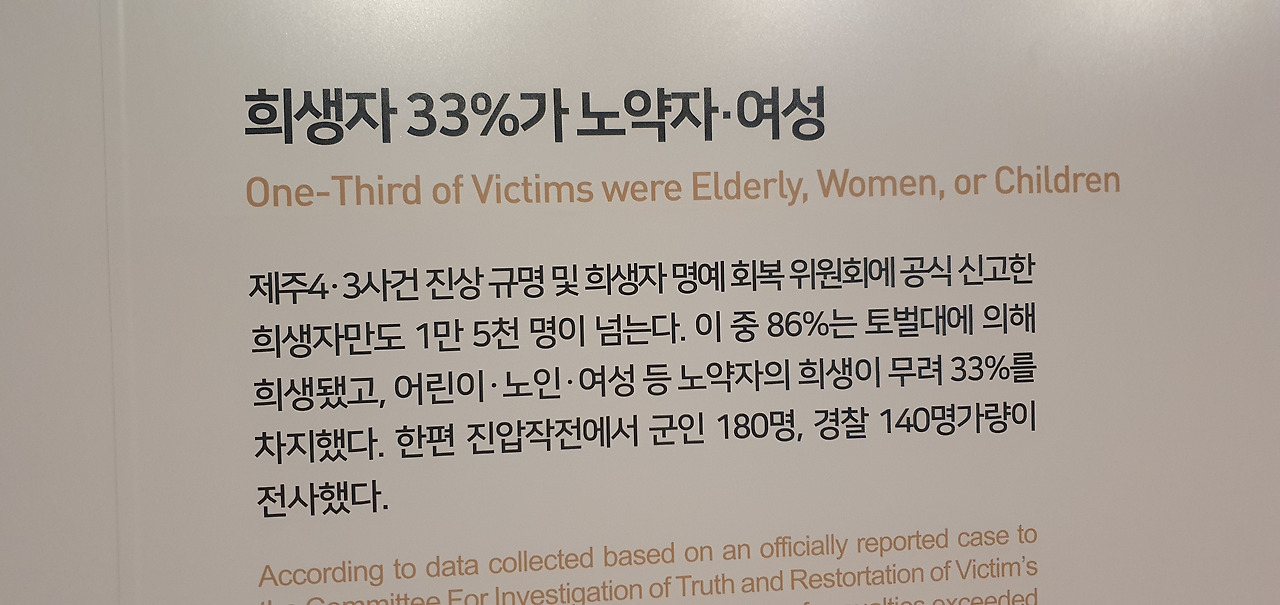 희생자 33%가 노약자·여성
One-Third of Victims were Elderly, Women, or Children
제주4·3사건 진상 규명 및 희생자 명예 회복 위원회에 공식 신고한
희생자만도 1만 5천 명이 넘는다. 이 중 86%는 토벌대에 의해
희생됐고, 어린이·노인·여성 등 노약자의 희생이 무려 33%를
차지했다. 한편 진압작전에서 군인 180명, 경찰 140명가량이
전사했다.
According to data collected based on an officially reported case to
the Committee For Investigation of Truth and Restortation of Victim's
exceeded